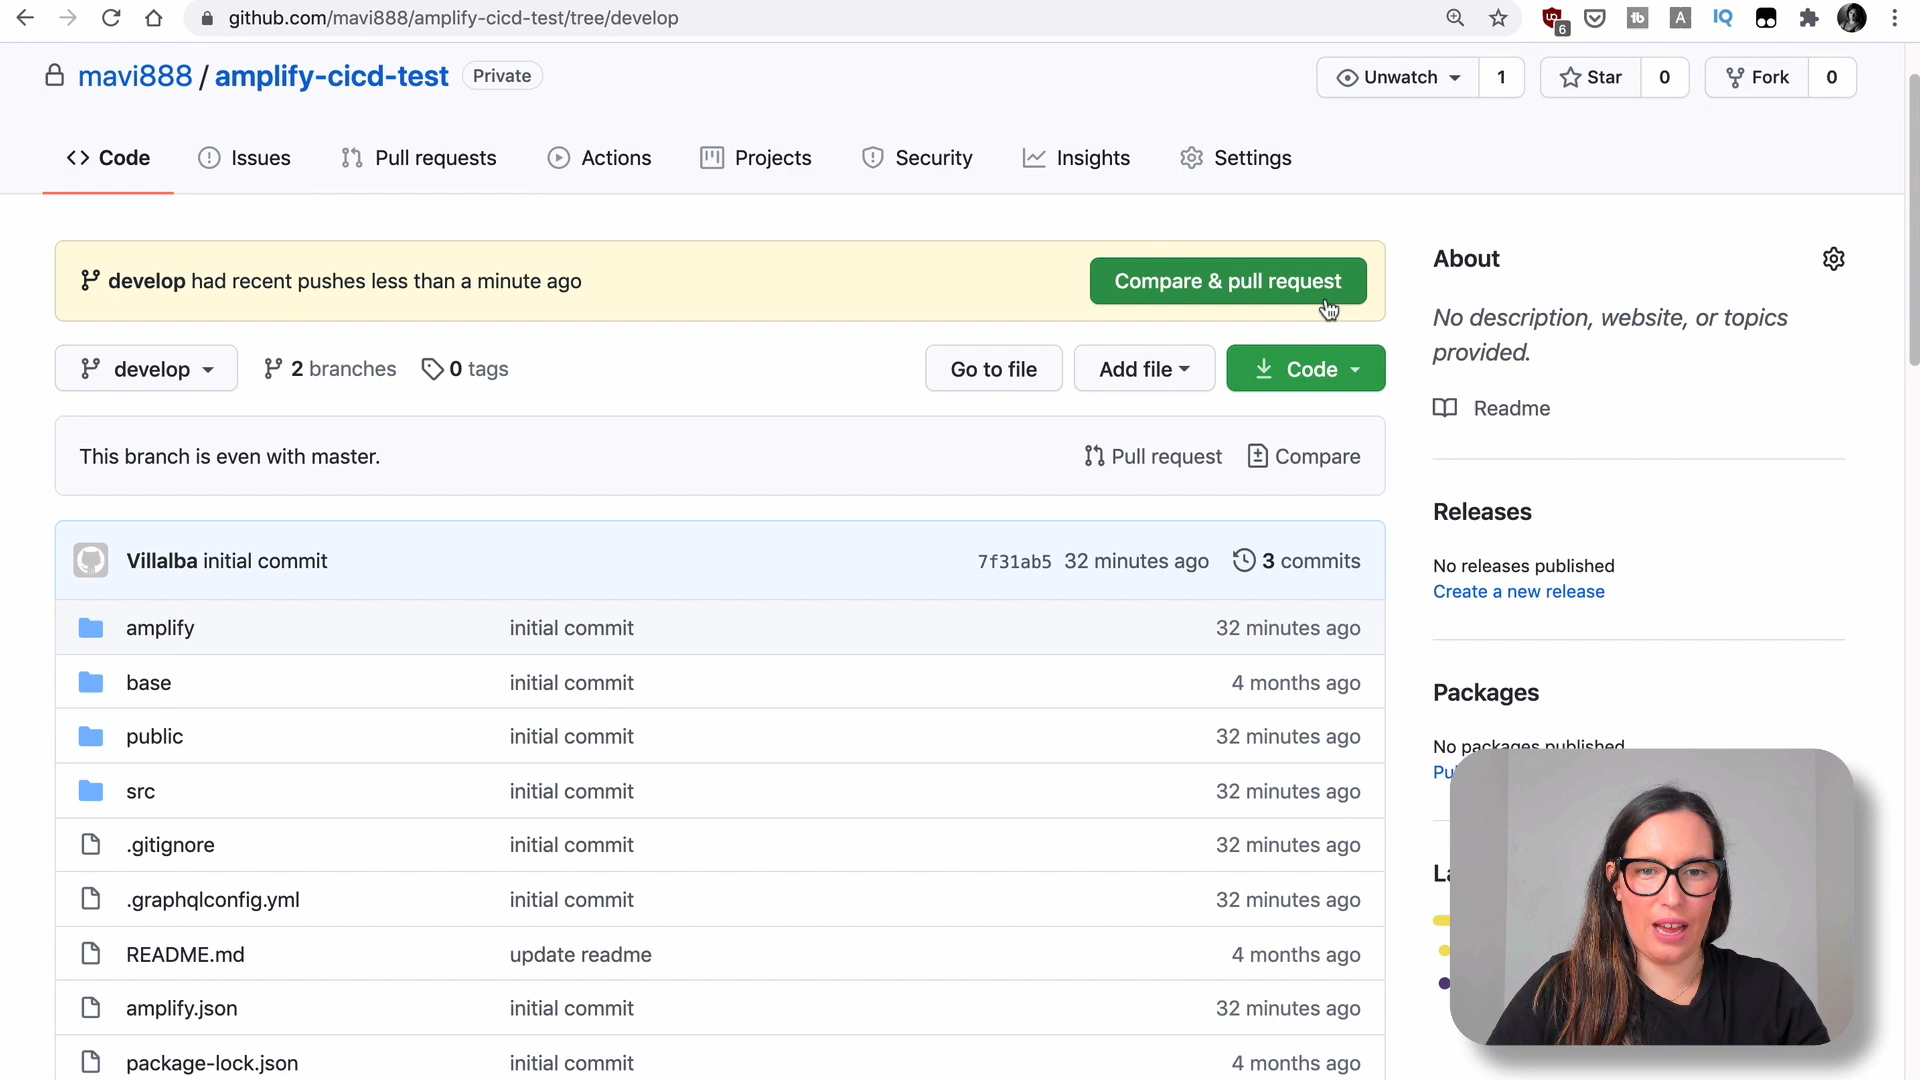 github.com/mavi888/amplify-cicd-test/tree/develop
6
tb
A
IQ
mavi888 / amplify-cicd-test Private
Unwatch 1
Star 0
Fork 0
Code Issues Pull requests Actions Projects Security Insights Settings
develop had recent pushes less than a minute ago
Compare & pull request
develop 2 branches 0 tags
Go to file Add file Code
This branch is even with master.
Pull request Compare
Villalba initial commit 7f31ab5 32 minutes ago 3 commits
amplify initial commit 32 minutes ago
base initial commit 4 months ago
public initial commit 32 minutes ago
src initial commit 32 minutes ago
.gitignore initial commit 32 minutes ago
.graphqlconfig.yml initial commit 32 minutes ago
README.md update readme 4 months ago
amplify.json initial commit 32 minutes ago
package-lock.json initial commit 4 months ago
About
No description, website, or topics
provided.
Readme
Releases
No releases published
Create a new release
Packages
No packages published